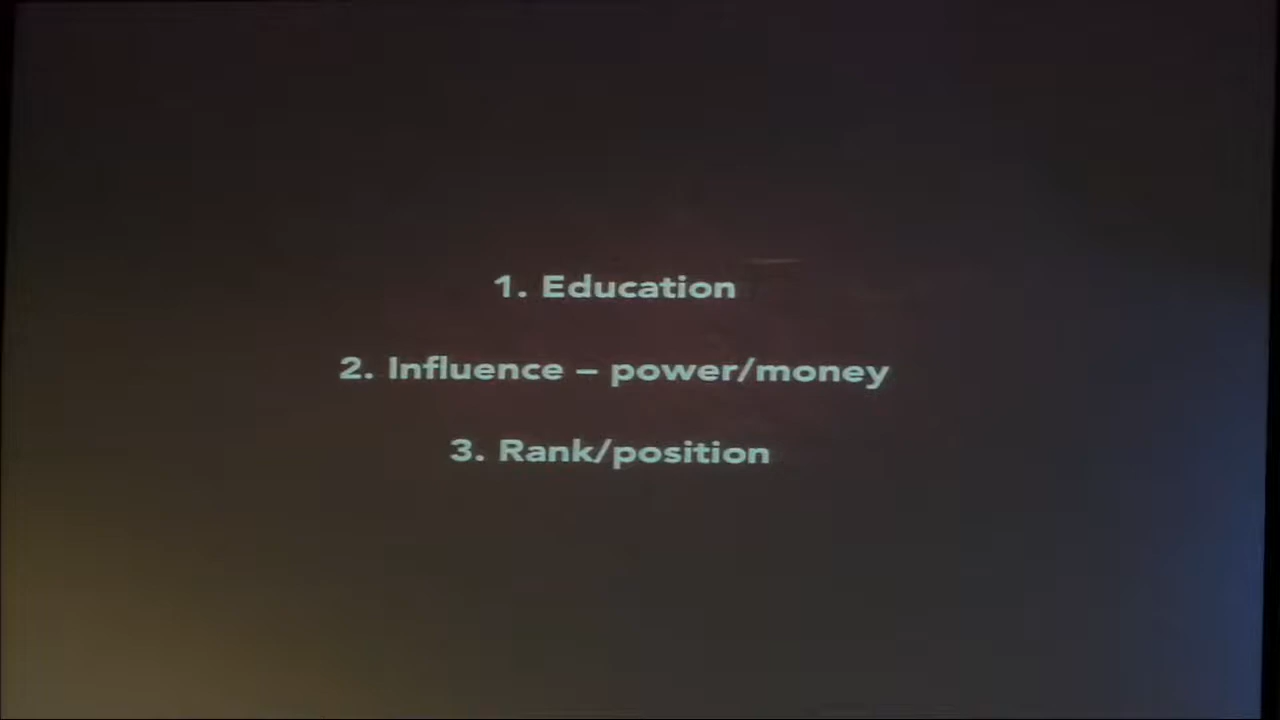 1. Education
2. Influence – power/money
3. Rank/position